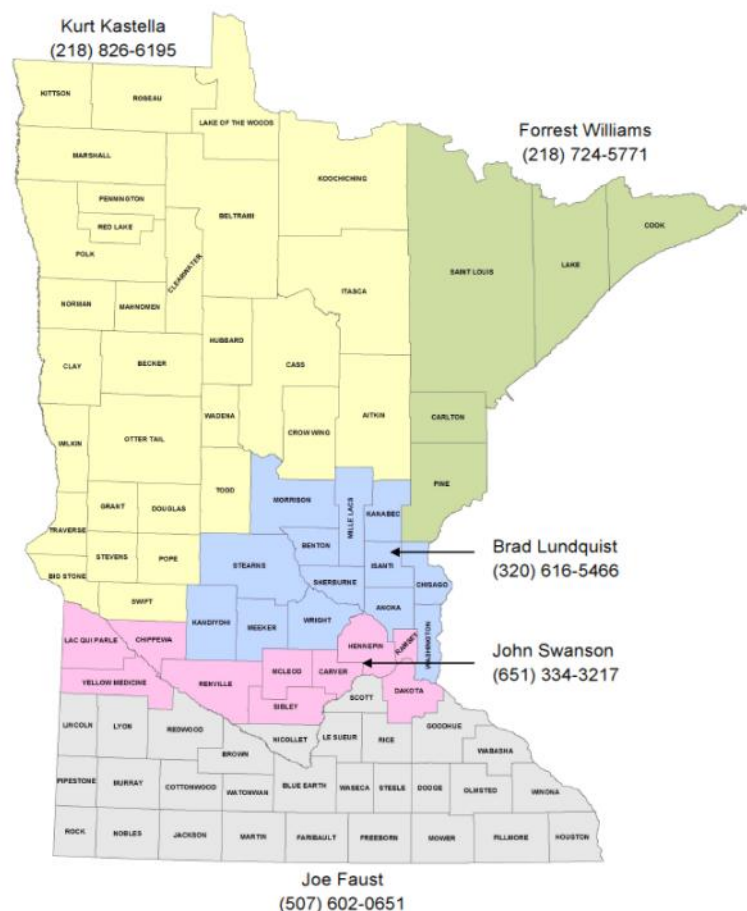 Kurt Kastella
(218) 826-6195
KITTSON
ROSEAU
LAKE OF THE WOODS
Forrest Williams
(218) 724-5771
MARSHALL
KOOCHICHING
PENNINGTON
BELTRAMI
RED LAKE
COOK
POLK
CLEARWATER
SAINT LOUIS
LAKE
ITASCA
NORMAN
MAHNOMEN
HUBBARD
CASS
CLAY
BECKER
WADENA
AITKIN
CARLTON
CROW WING
WILKIN
OTTER TAIL
PINE
TODD
MORRISON
MILLE LACS
KANABEC
GRANT
DOUGLAS
TRAVERSE
BENTON
Brad Lundquist
(320) 616-5466
STEVENS
POPE
STEARNS
ISANTI
BIG STONE
SHERBURNE
CHISAGO
SWIFT
KANDIYOHI
MEEKER
WRIGHT
ANOKA
WASHINGTON
LAC QUI PARLE
CHIPPEWA
HENNEPIN
RAMSEY
John Swanson
(651) 334-3217
MCLEOD
CARVER
YELLOW MEDICINE
RENVILLE
DAKOTA
SCOTT
SIBLEY
LINCOLN
LYON
REDWOOD
NICOLLET
LE SUEUR
RICE
GOODHUE
WABASHA
BROWN
PIPESTONE
MURRAY
COTTONWOOD
WATONWAN
BLUE EARTH
WASECA
STEELE
DODGE
OLMSTED
WINONA
ROCK
NOBLES
JACKSON
MARTIN
FARIBAULT
FREEBORN
MOWER
FILLMORE
HOUSTON
Joe Faust
(507) 602-0651